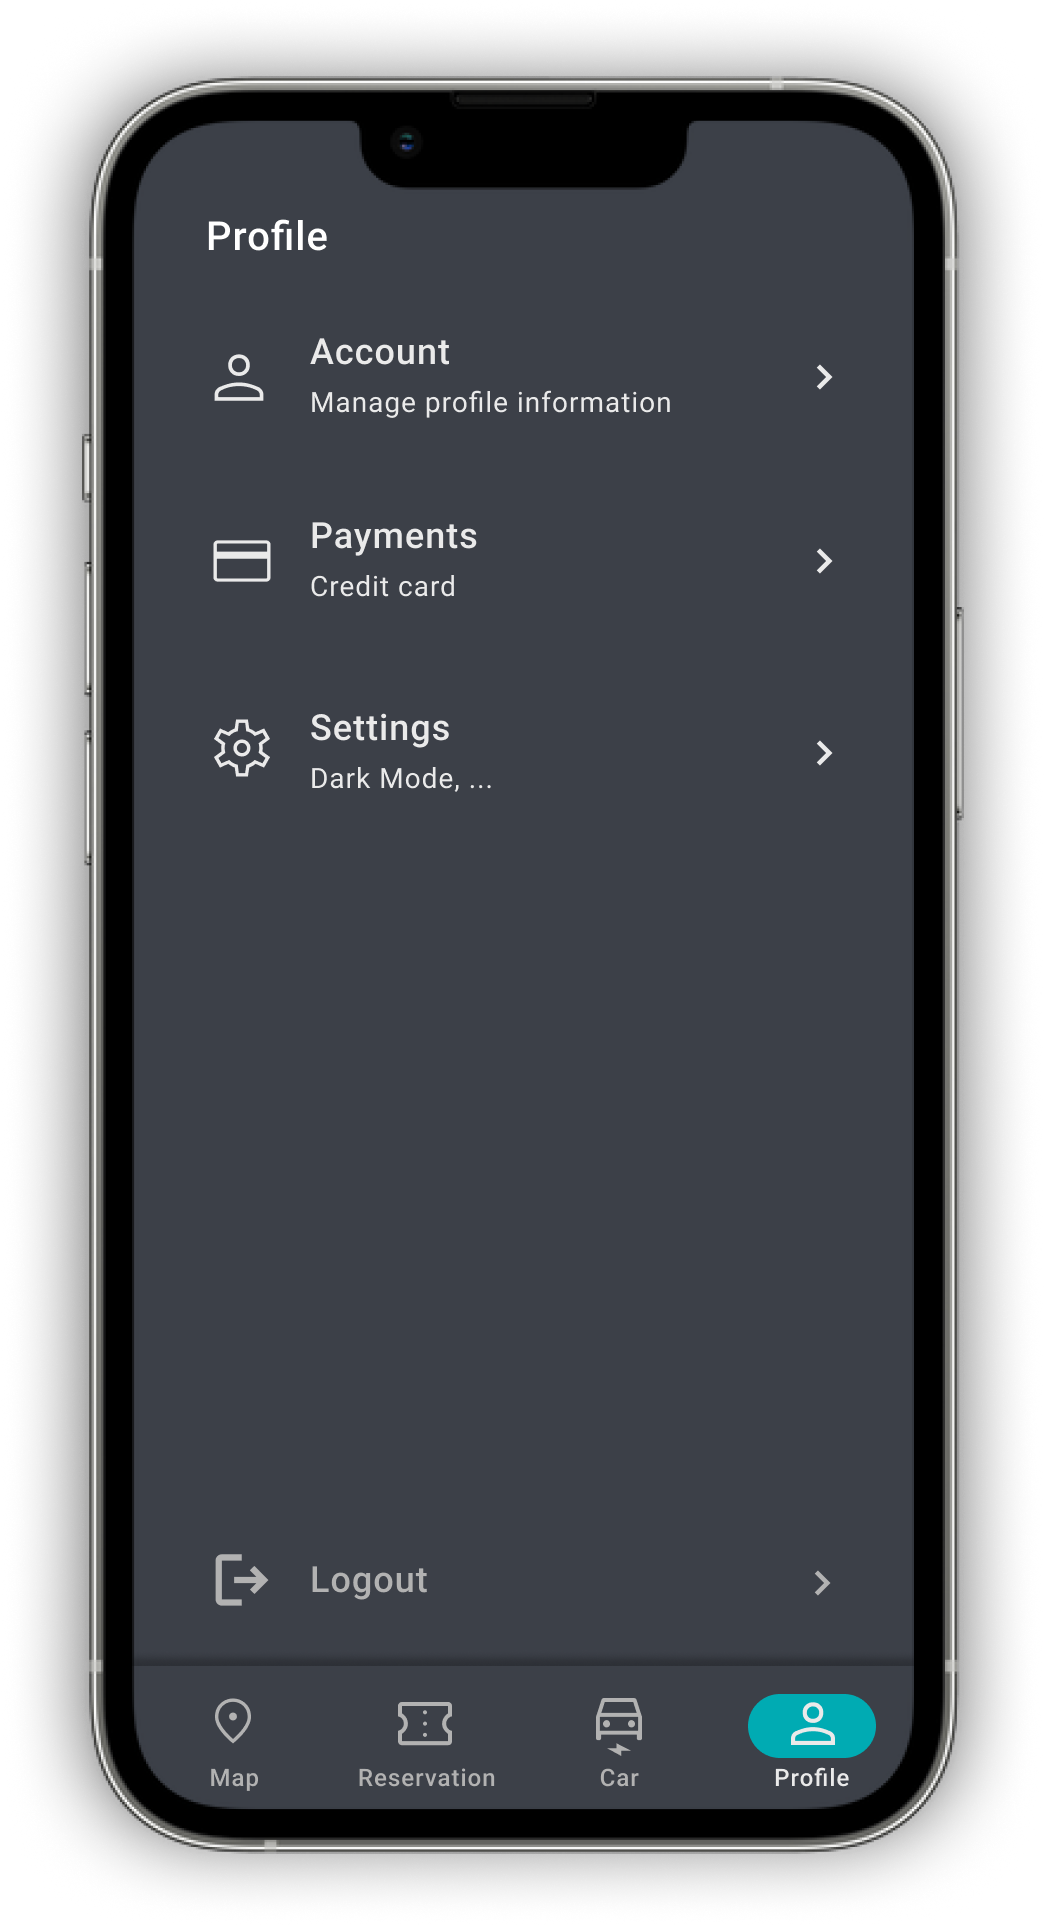 Profile
Account
Manage profile information
Payments
Credit card
Settings
Dark Mode, ...
Logout
Map
Reservation
Car
Profile